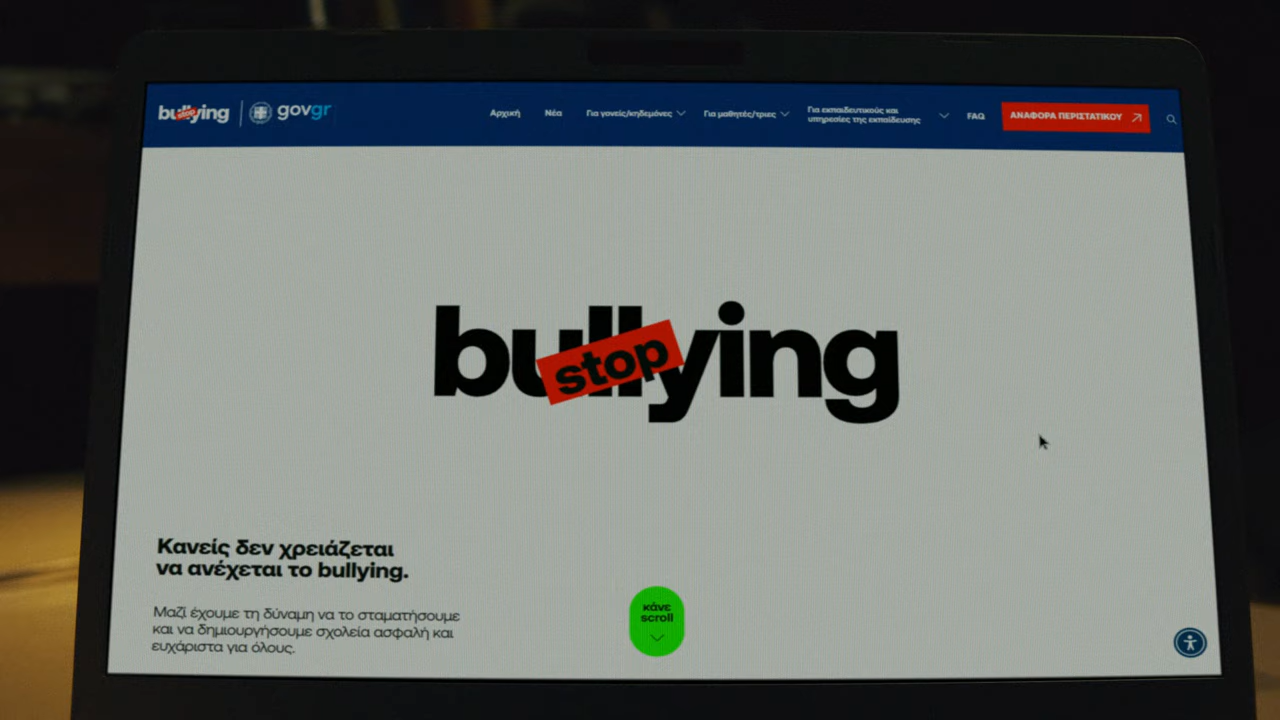 bullying stop
govgr
Αρχική
Νέα
Για γονείς/κηδεμόνες
Για μαθητές/τριες
Για εκπαιδευτικούς και
υπηρεσίες της εκπαίδευσης
FAQ
ΑΝΑΦΟΡΑ ΠΕΡΙΣΤΑΤΙΚΟΥ
bullying
stop
Κανείς δεν χρειάζεται
να ανέχεται το bullying.
Μαζί έχουμε τη δύναμη να το σταματήσουμε
και να δημιουργήσουμε σχολεία ασφαλή και
ευχάριστα για όλους.
κάνε
scroll